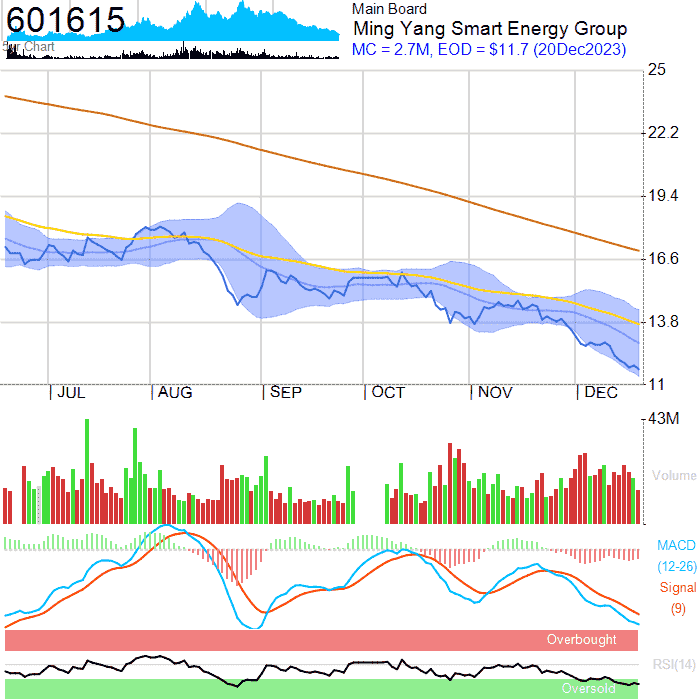 601615
5yr Chart
Main Board
Ming Yang Smart Energy Group
MC = 2.7M, EOD = $11.7 (20Dec2023)
25
22.2
19.4
16.6
13.8
11
JUL AUG SEP OCT NOV DEC
43M
Volume
MACD
(12-26)
Signal
(9)
Overbought
RSI(14)
Oversold